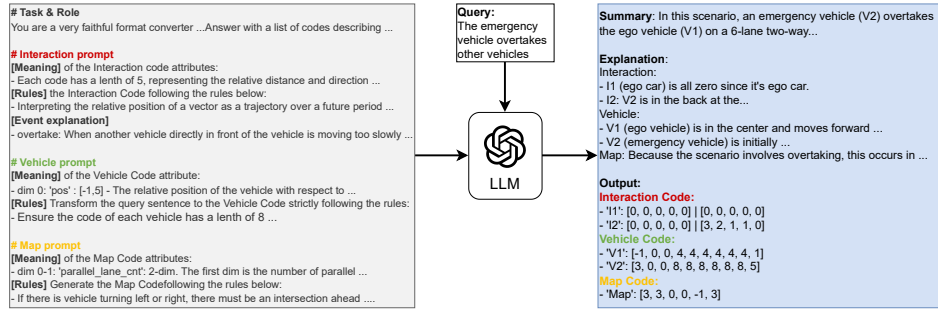 # Task & Role
You are a very faithful format converter ...Answer with a list of codes describing ...
# Interaction prompt
[Meaning] of the Interaction code attributes:
- Each code has a lenth of 5, representing the relative distance and direction ...
[Rules] the Interaction Code following the rules below:
- Interpreting the relative position of a vector as a trajectory over a future period ...
[Event explanation]
- overtake: When another vehicle directly in front of the vehicle is moving too slowly ...
# Vehicle prompt
[Meaning] of the Vehicle Code attribute:
- dim 0: 'pos' : [-1,5] - The relative position of the vehicle with respect to ...
[Rules] Transform the query sentence to the Vehicle Code strictly following the rules:
- Ensure the code of each vehicle has a lenth of 8 ...
# Map prompt
[Meaning] of the Map Code attributes:
- dim 0-1: 'parallel_lane_cnt': 2-dim. The first dim is the number of parallel ...
[Rules] Generate the Map Codefollowing the rules below:
- If there is vehicle turning left or right, there must be an intersection ahead ....
Query:
The emergency
vehicle overtakes
other vehicles
LLM
Summary: In this scenario, an emergency vehicle (V2) overtakes
the ego vehicle (V1) on a 6-lane two-way...
Explanation:
Interaction:
- I1 (ego car) is all zero since it's ego car.
- I2: V2 is in the back at the...
Vehicle:
- V1 (ego vehicle) is in the center and moves forward ...
- V2 (emergency vehicle) is initially ...
Map: Because the scenario involves overtaking, this occurs in ...
Output:
Interaction Code:
- 'I1': [0, 0, 0, 0, 0] | [0, 0, 0, 0, 0]
- 'I2': [0, 0, 0, 0, 0] | [3, 2, 1, 1, 0]
Vehicle Code:
- 'V1': [-1, 0, 0, 4, 4, 4, 4, 4, 4, 1]
- 'V2': [3, 0, 0, 8, 8, 8, 8, 8, 8, 5]
Map Code:
- 'Map': [3, 3, 0, 0, -1, 3]